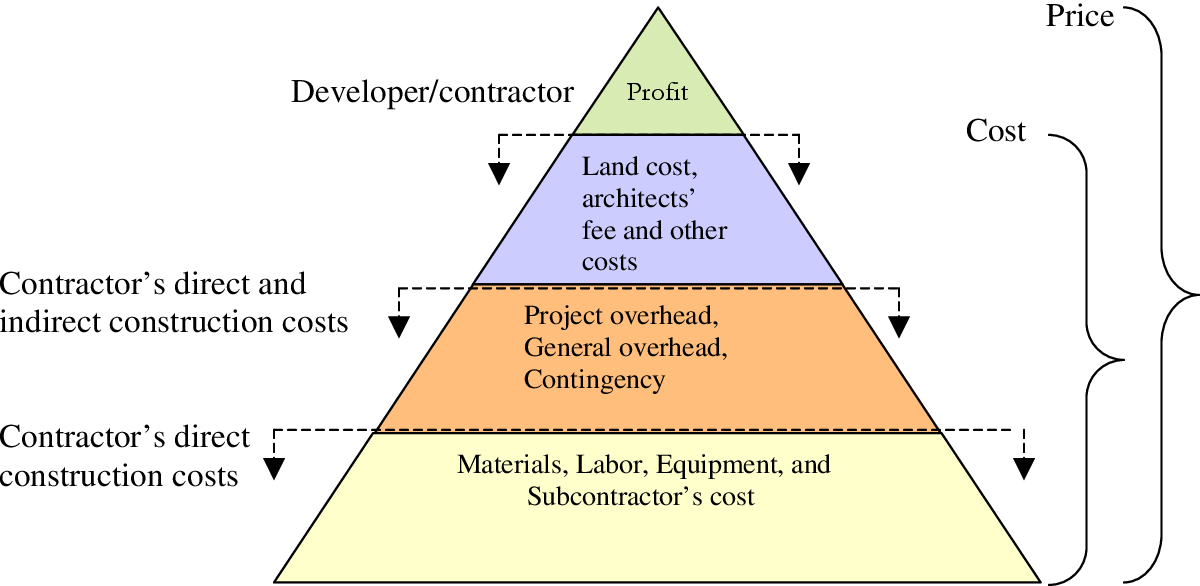 Price
Developer/contractor
Profit
Cost
Land cost,
architects’
fee and other
costs
Contractor’s direct and
indirect construction costs
Project overhead,
General overhead,
Contingency
Contractor’s direct
construction costs
Materials, Labor, Equipment, and
Subcontractor’s cost